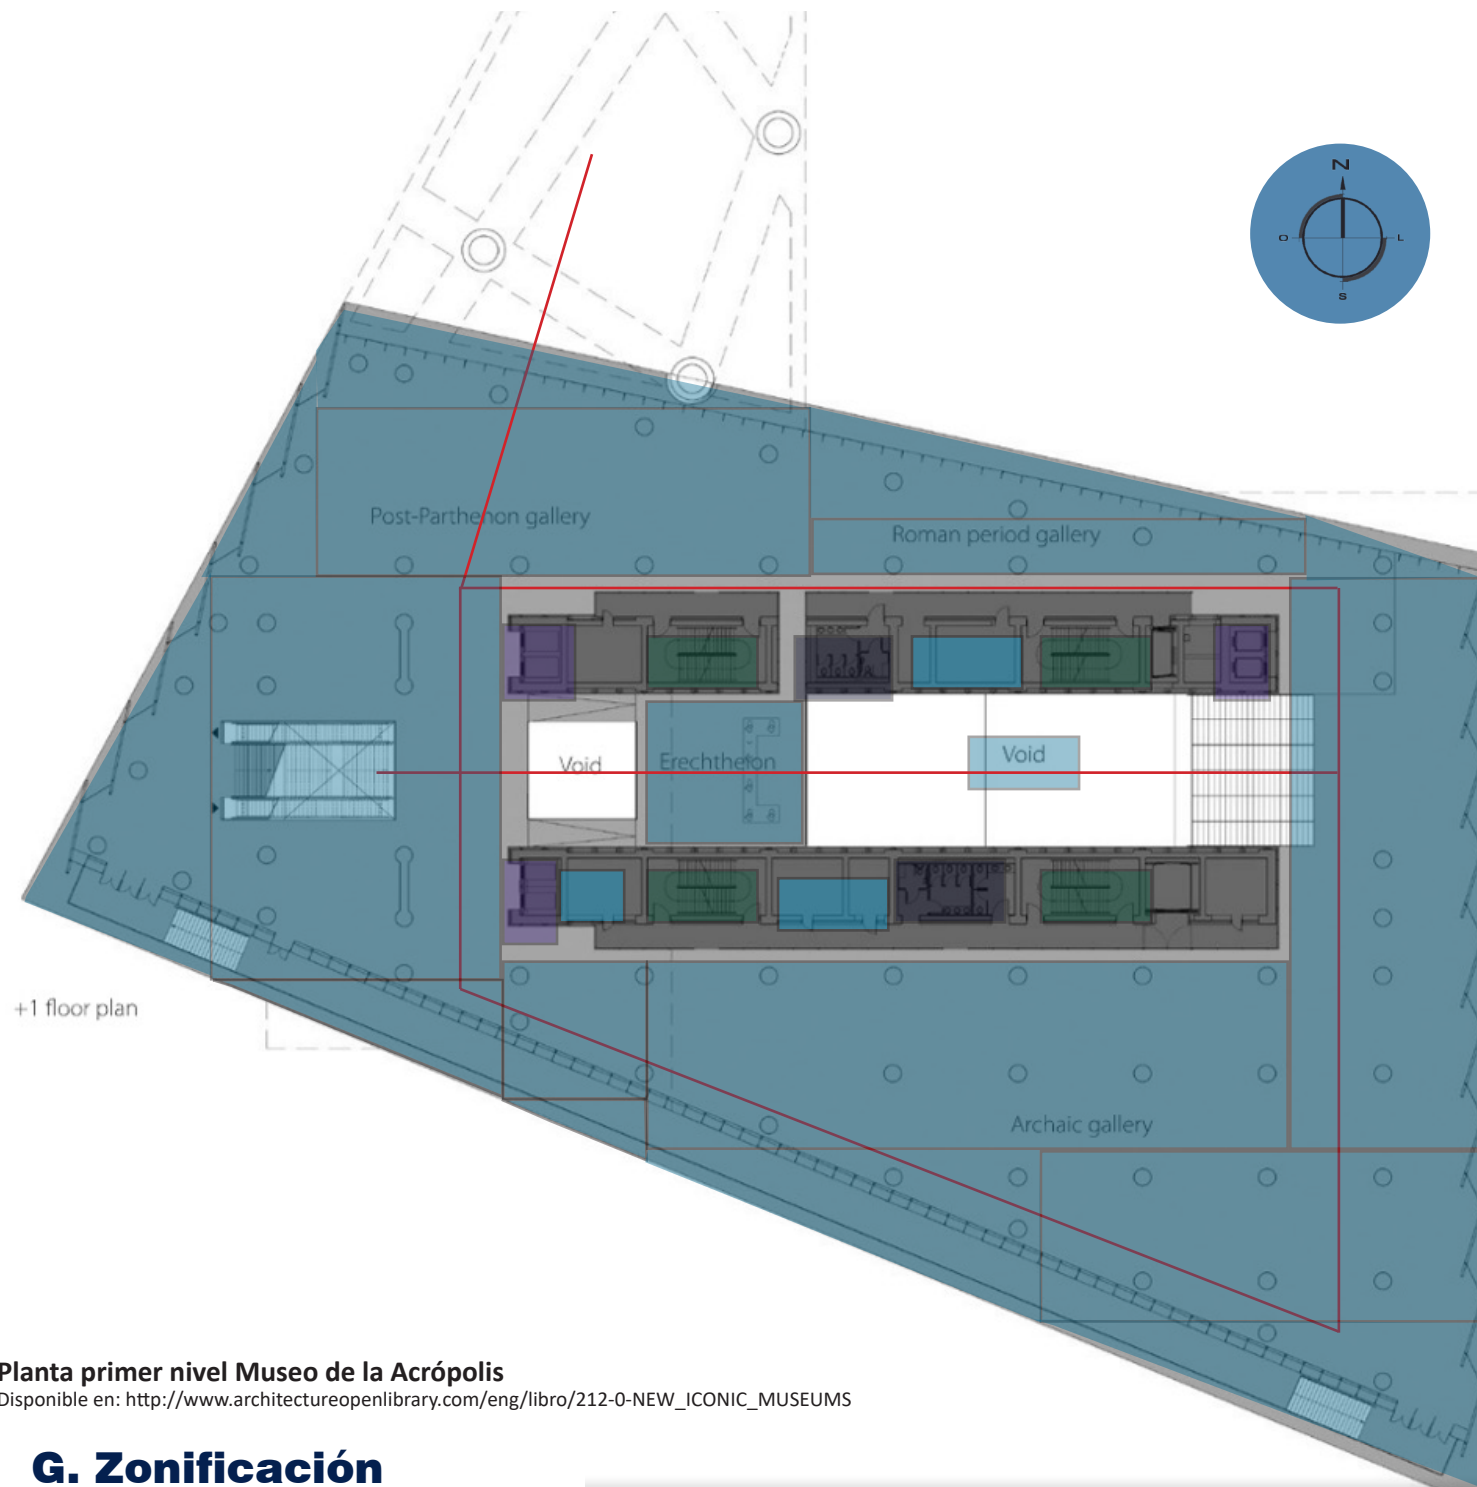 N
O
L
S
Post-Parthenon gallery
Roman period gallery
Void
Erechtheion
Void
+1 floor plan
Archaic gallery
Planta primer nivel Museo de la Acrópolis
Disponible en: http://www.architectureopenlibrary.com/eng/libro/212-0-NEW_ICONIC_MUSEUMS
G. Zonificación